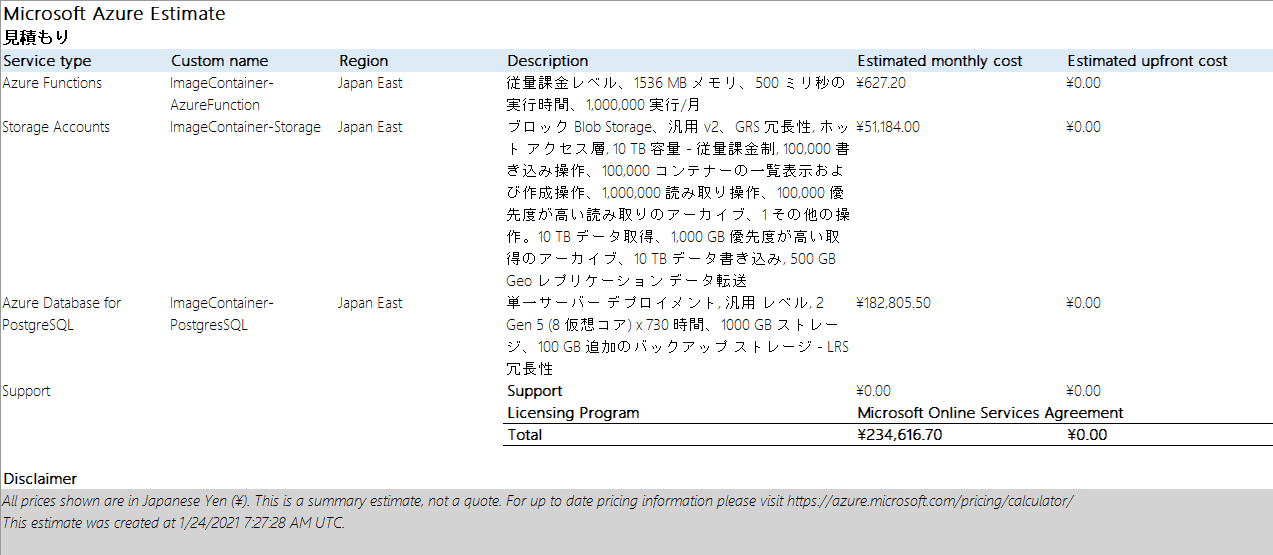 Microsoft Azure Estimate
見積もり
Service type Custom name Region Description Estimated monthly cost Estimated upfront cost
Azure Functions ImageContainer- Japan East 従量課金レベル、1536 MB メモリ、500 ミリ秒の ¥627.20 ¥0.00
AzureFunction 実行時間、1,000,000 実行/月
Storage Accounts ImageContainer-Storage Japan East ブロック Blob Storage、汎用 v2、GRS 冗長性, ホッ ¥51,184.00 ¥0.00
ト アクセス層, 10 TB 容量 - 従量課金制, 100,000 書
き込み操作、100,000 コンテナーの一覧表示およ
び作成操作、1,000,000 読み取り操作、100,000 優
先度が高い読み取りのアーカイブ、1 その他の操
作。10 TB データ取得、1,000 GB 優先度が高い取
得のアーカイブ、10 TB データ書き込み, 500 GB
Geo レプリケーション データ転送
Azure Database for ImageContainer- Japan East 単一サーバー デプロイメント, 汎用 レベル, 2 ¥182,805.50 ¥0.00
PostgreSQL PostgresSQL Gen 5 (8 仮想コア) x 730 時間、1000 GB ストレー
ジ、100 GB 追加のバックアップ ストレージ - LRS
冗長性
Support Support ¥0.00 ¥0.00
Licensing Program Microsoft Online Services Agreement
Total ¥234,616.70 ¥0.00
Disclaimer
All prices shown are in Japanese Yen (¥). This is a summary estimate, not a quote. For up to date pricing information please visit https://azure.microsoft.com/pricing/calculator/
This estimate was created at 1/24/2021 7:27:28 AM UTC.